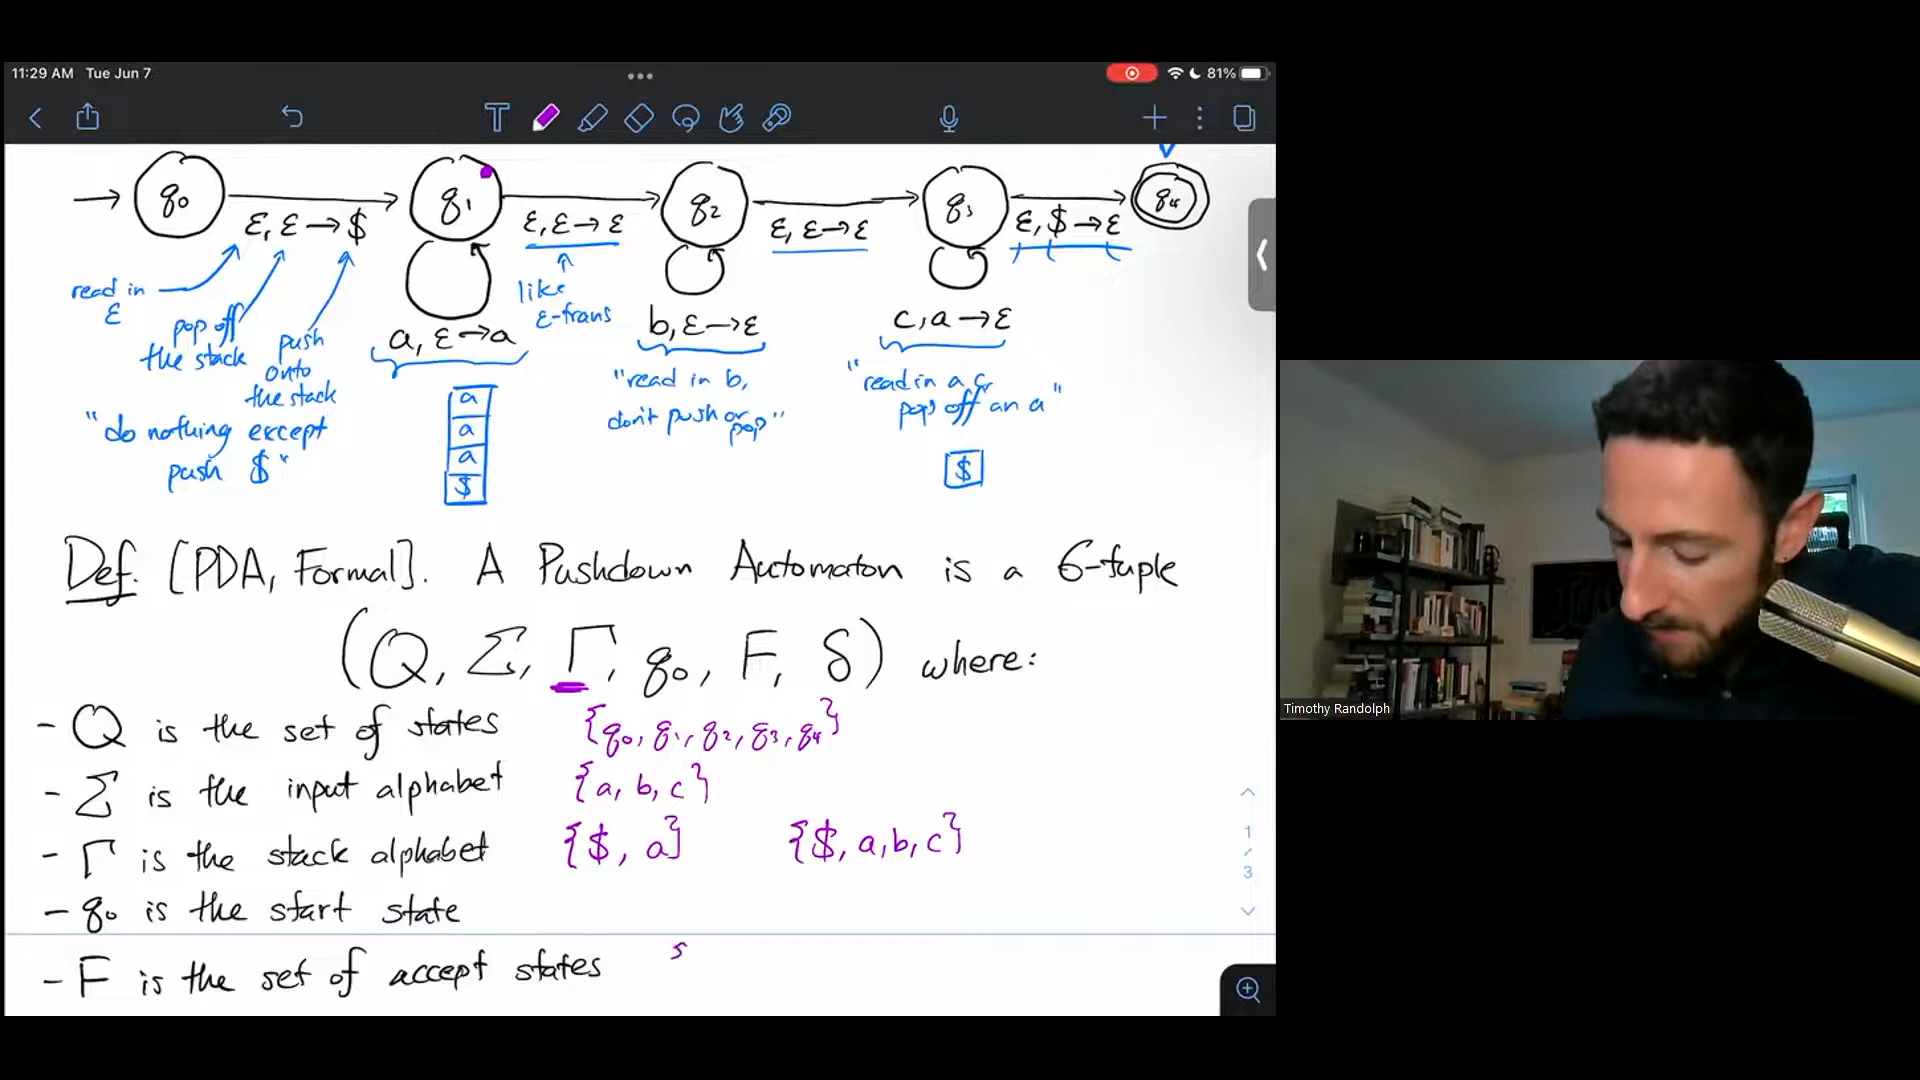 11:29 AM Tue Jun 7
81%
q0 q1 q2 q3 q4
ε, ε → $ ε, ε → ε ε, ε → ε ε, $ → ε
read in ε
pop off the stack
push onto the stack
"do nothing except push $"
a, ε → a
like ε-trans
b, ε → ε
"read in b, don't push or pop"
c, a → ε
"read in a c, pop off an a"
a
a
a
$
$
Def. [PDA, Formal]. A Pushdown Automaton is a 6-tuple
(Q, Σ, Γ, q0, F, δ) where:
- Q is the set of states {q0, q1, q2, q3, q4}
- Σ is the input alphabet {a, b, c}
- Γ is the stack alphabet {$, a} {$, a, b, c}
- q0 is the start state
- F is the set of accept states
1 / 3
Timothy Randolph